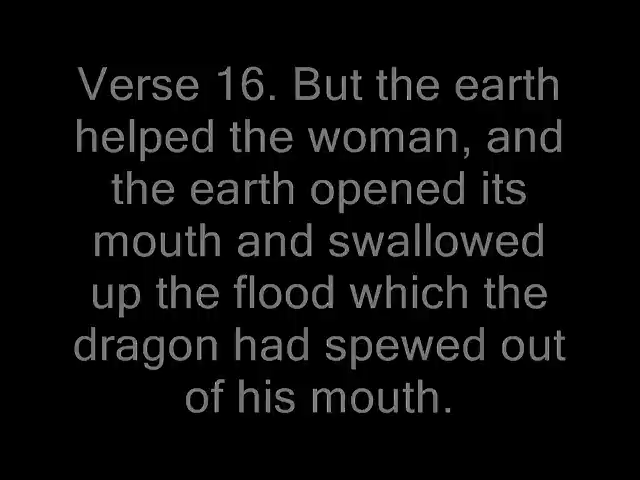 Verse 16. But the earth
helped the woman, and
the earth opened its
mouth and swallowed
up the flood which the
dragon had spewed out
of his mouth.